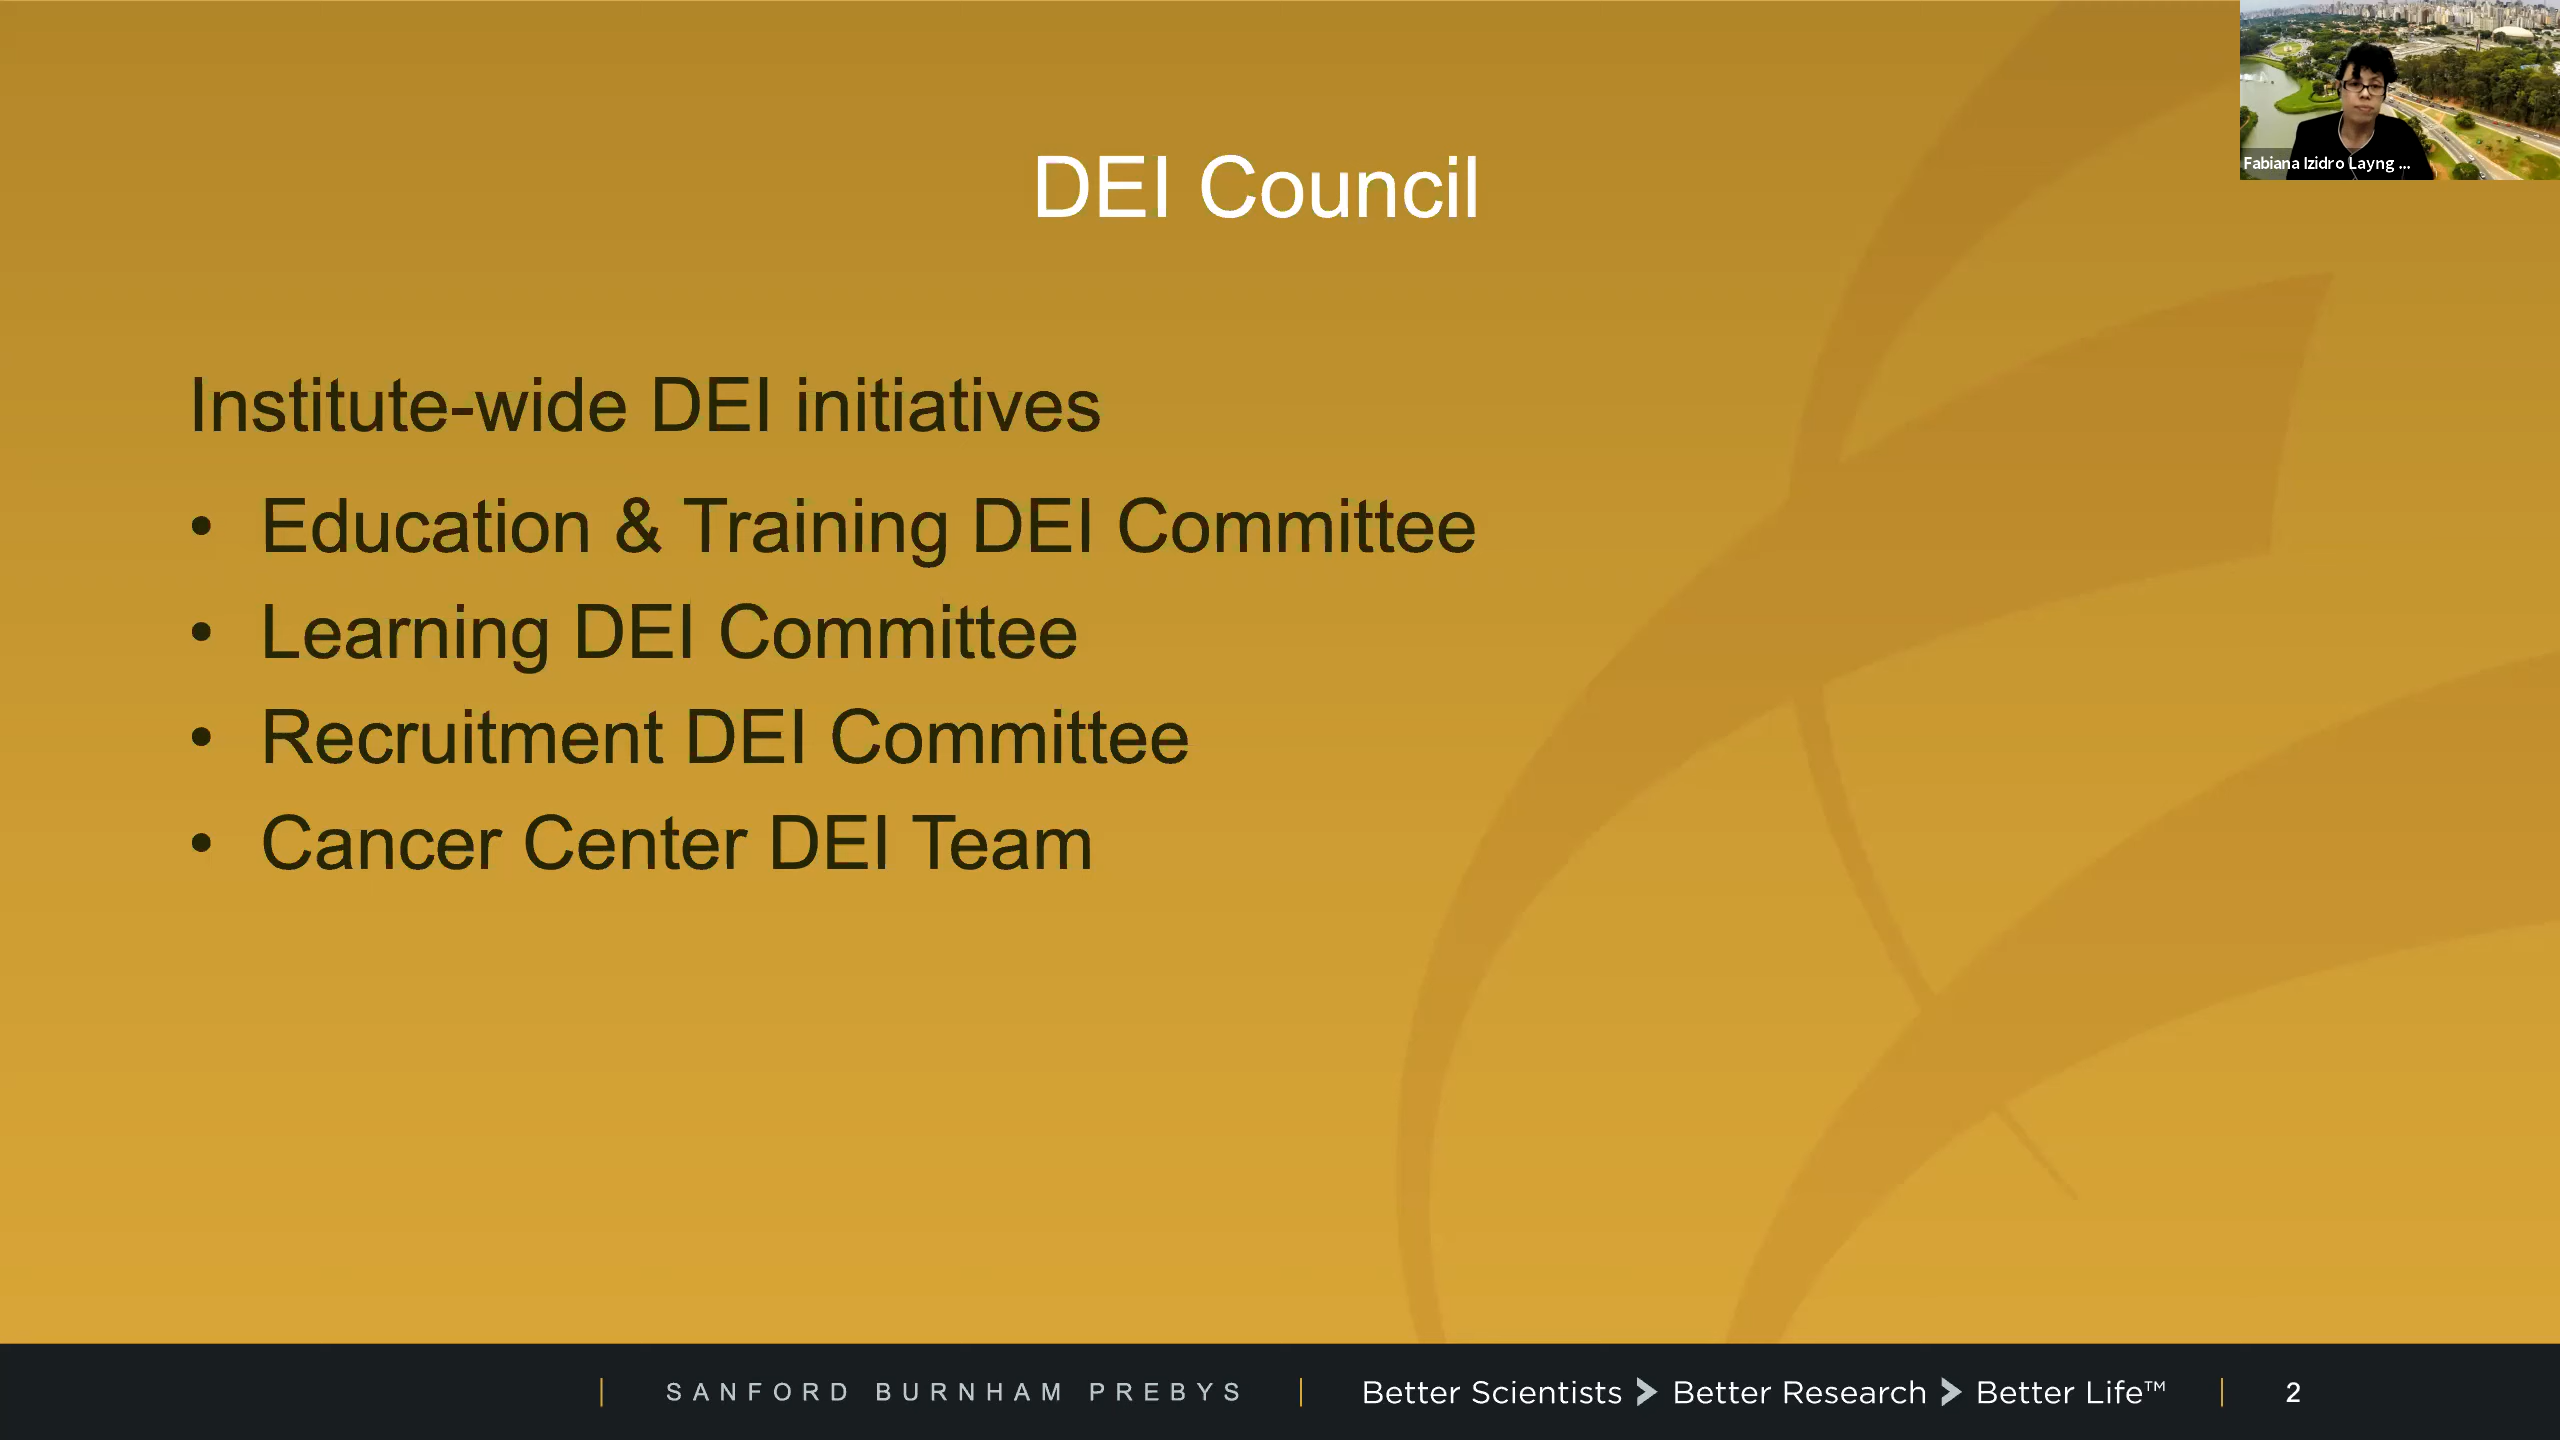 DEI Council
Fabiana Izidro Layng ...
Institute-wide DEI initiatives
• Education & Training DEI Committee
• Learning DEI Committee
• Recruitment DEI Committee
• Cancer Center DEI Team
SANFORD BURNHAM PREBYS
Better Scientists > Better Research > Better Life™
2